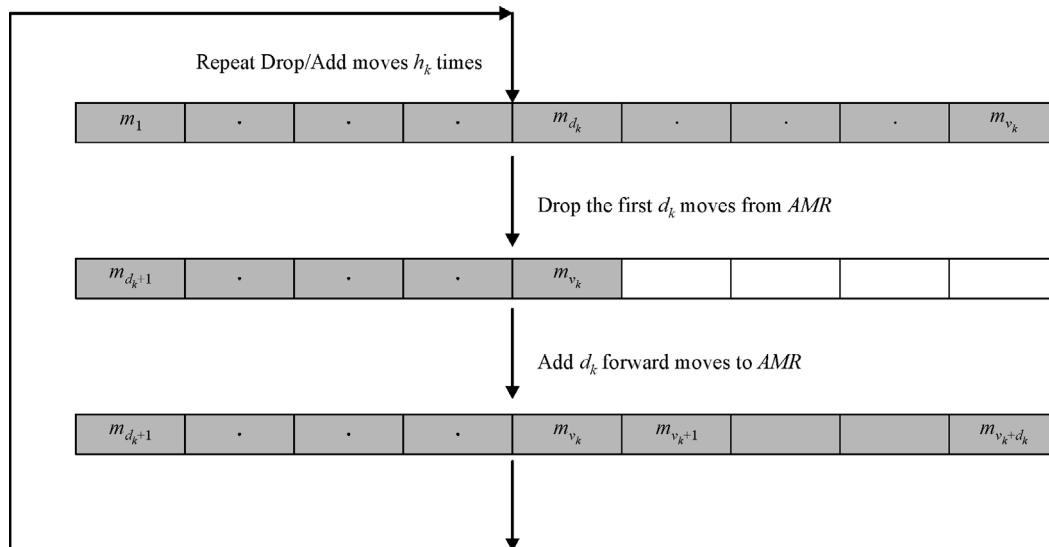 Repeat Drop/Add moves h_k times
m_1 . . . m_{d_k} . . . m_{v_k}
Drop the first d_k moves from AMR
m_{d_k+1} . . . m_{v_k}
Add d_k forward moves to AMR
m_{d_k+1} . . . m_{v_k} m_{v_k+1} m_{v_k+d_k}